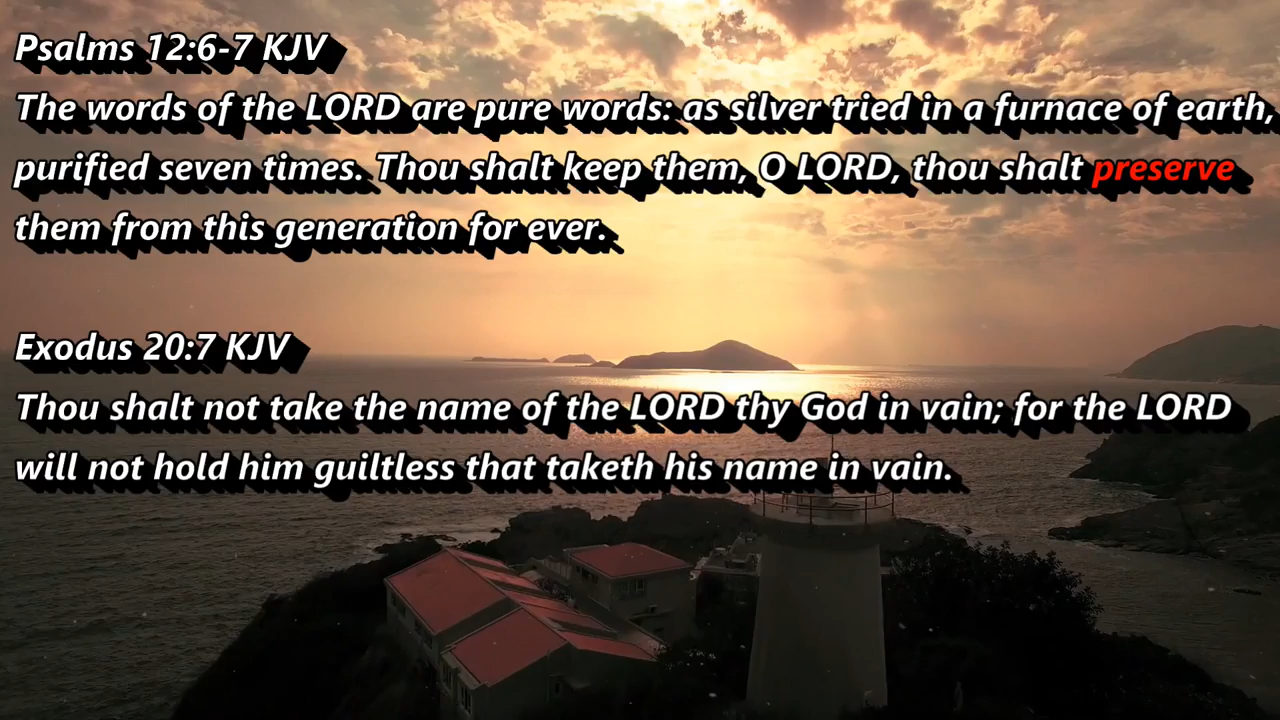 Psalms 12:6-7 KJV
The words of the LORD are pure words: as silver tried in a furnace of earth,
purified seven times. Thou shalt keep them, O LORD, thou shalt preserve
them from this generation for ever.
Exodus 20:7 KJV
Thou shalt not take the name of the LORD thy God in vain; for the LORD
will not hold him guiltless that taketh his name in vain.